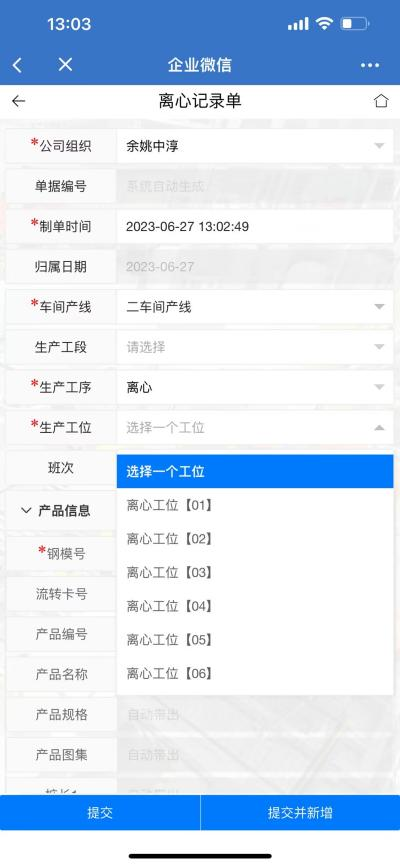 13:03
企业微信
离心记录单
*公司组织 余姚中淳
单据编号 系统自动生成
*制单时间 2023-06-27 13:02:49
归属日期 2023-06-27
*车间产线 二车间产线
生产工段 请选择
*生产工序 离心
*生产工位 选择一个工位
班次 选择一个工位
离心工位【01】
产品信息
离心工位【02】
*钢模号
离心工位【03】
流转卡号
离心工位【04】
产品编号
离心工位【05】
产品名称
离心工位【06】
产品规格 自动带出
产品图集 自动带出
提交 提交并新增